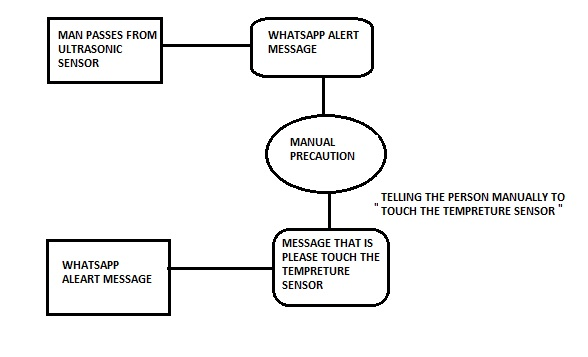 MAN PASSES FROM
ULTRASONIC
SENSOR
WHATSAPP ALERT
MESSAGE
MANUAL
PRECAUTION
TELLING THE PERSON MANUALLY TO
" TOUCH THE TEMPRETURE SENSOR "
MESSAGE THAT IS
PLEASE TOUCH THE
TEMPRETURE
SENSOR
WHATSAPP
ALEART MESSAGE